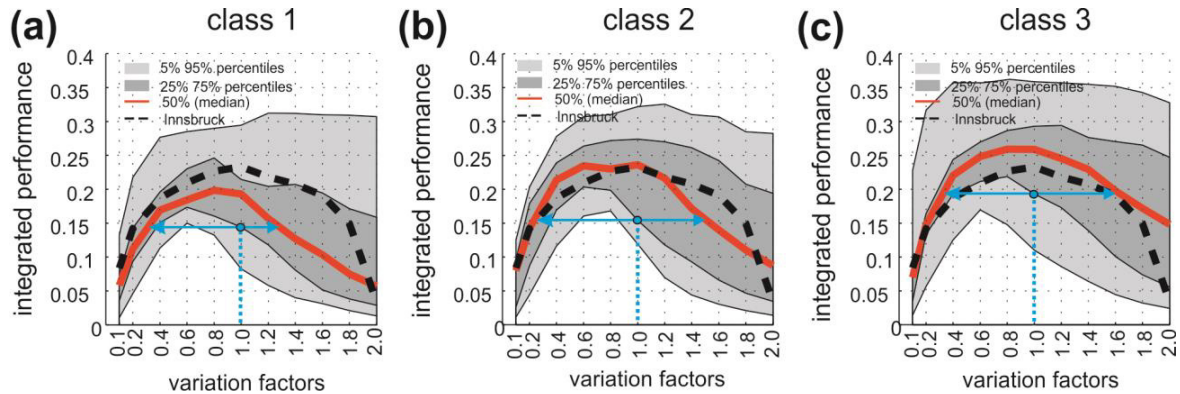 (a) class 1
integrated performance
0.4
0.35
0.3
0.25
0.2
0.15
0.1
0.05
0
5% 95% percentiles
25% 75% percentiles
50% (median)
Innsbruck
0.1
0.2
0.4
0.6
0.8
1.0
1.2
1.4
1.6
1.8
2.0
variation factors
(b) class 2
integrated performance
0.4
0.35
0.3
0.25
0.2
0.15
0.1
0.05
0
5% 95% percentiles
25% 75% percentiles
50% (median)
Innsbruck
0.1
0.2
0.4
0.6
0.8
1.0
1.2
1.4
1.6
1.8
2.0
variation factors
(c) class 3
integrated performance
0.4
0.35
0.3
0.25
0.2
0.15
0.1
0.05
0
5% 95% percentiles
25% 75% percentiles
50% (median)
Innsbruck
0.1
0.2
0.4
0.6
0.8
1.0
1.2
1.4
1.6
1.8
2.0
variation factors